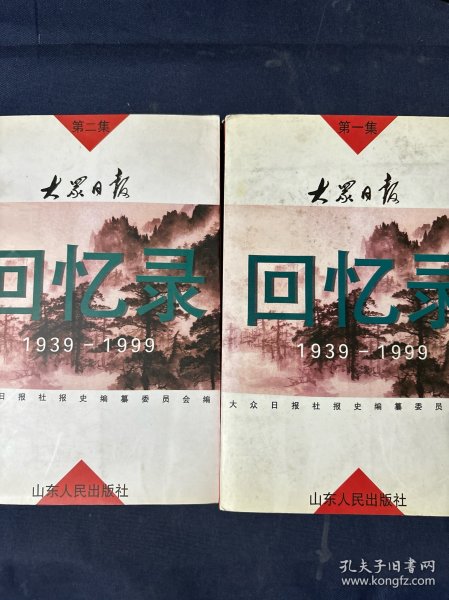 第二集
大众日报
回忆录
1939-1999
日报社报史编纂委员会编
山东人民出版社
第一集
大众日报
回忆录
1939-1999
大众日报社报史编纂委员
山东人民出版社
孔夫子旧书网
www.kongfz.com